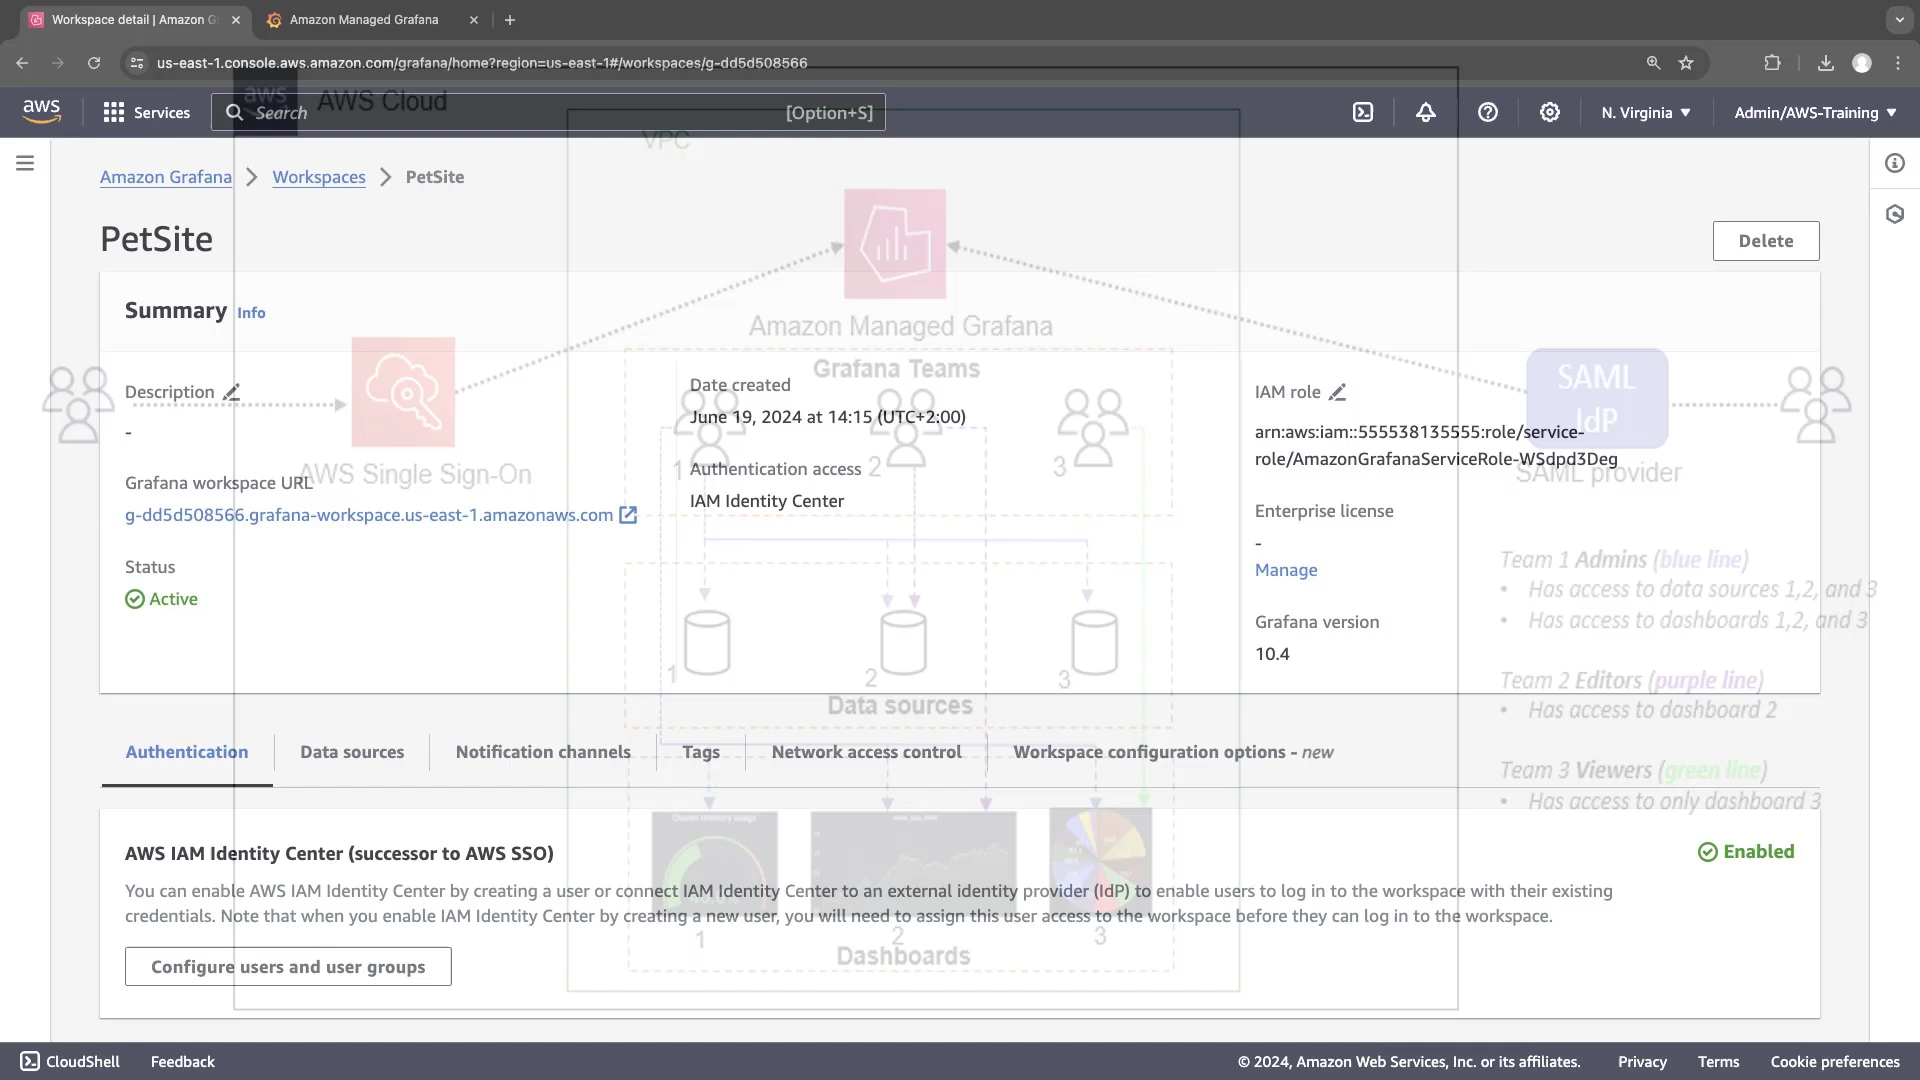 Workspace detail | Amazon G
Amazon Managed Grafana
us-east-1.console.aws.amazon.com/grafana/home?region=us-east-1#/workspaces/g-dd5d508566
aws
Services
Search
[Option+S]
N. Virginia
Admin/AWS-Training
aws
AWS Cloud
VPC
Amazon Grafana
Workspaces
PetSite
PetSite
Delete
Summary Info
Amazon Managed Grafana
Grafana Teams
Description
-
Date created
June 19, 2024 at 14:15 (UTC+2:00)
IAM role
arn:aws:iam::555538135555:role/service-
role/AmazonGrafanaServiceRole-WSdpd3Deg
SAML
IdP
SAML provider
AWS Single Sign-On
1
2
3
Grafana workspace URL
g-dd5d508566.grafana-workspace.us-east-1.amazonaws.com
Authentication access
IAM Identity Center
Enterprise license
-
Manage
Status
Active
Grafana version
10.4
Team 1 Admins (blue line)
• Has access to data sources 1,2, and 3
• Has access to dashboards 1,2, and 3
Team 2 Editors (purple line)
• Has access to dashboard 2
Team 3 Viewers (green line)
• Has access to only dashboard 3
1
2
3
Data sources
Authentication
Data sources
Notification channels
Tags
Network access control
Workspace configuration options - new
AWS IAM Identity Center (successor to AWS SSO)
Enabled
You can enable AWS IAM Identity Center by creating a user or connect IAM Identity Center to an external identity provider (IdP) to enable users to log in to the workspace with their existing
credentials. Note that when you enable IAM Identity Center by creating a new user, you will need to assign this user access to the workspace before they can log in to the workspace.
1
2
3
Dashboards
Configure users and user groups
CloudShell
Feedback
© 2024, Amazon Web Services, Inc. or its affiliates.
Privacy
Terms
Cookie preferences